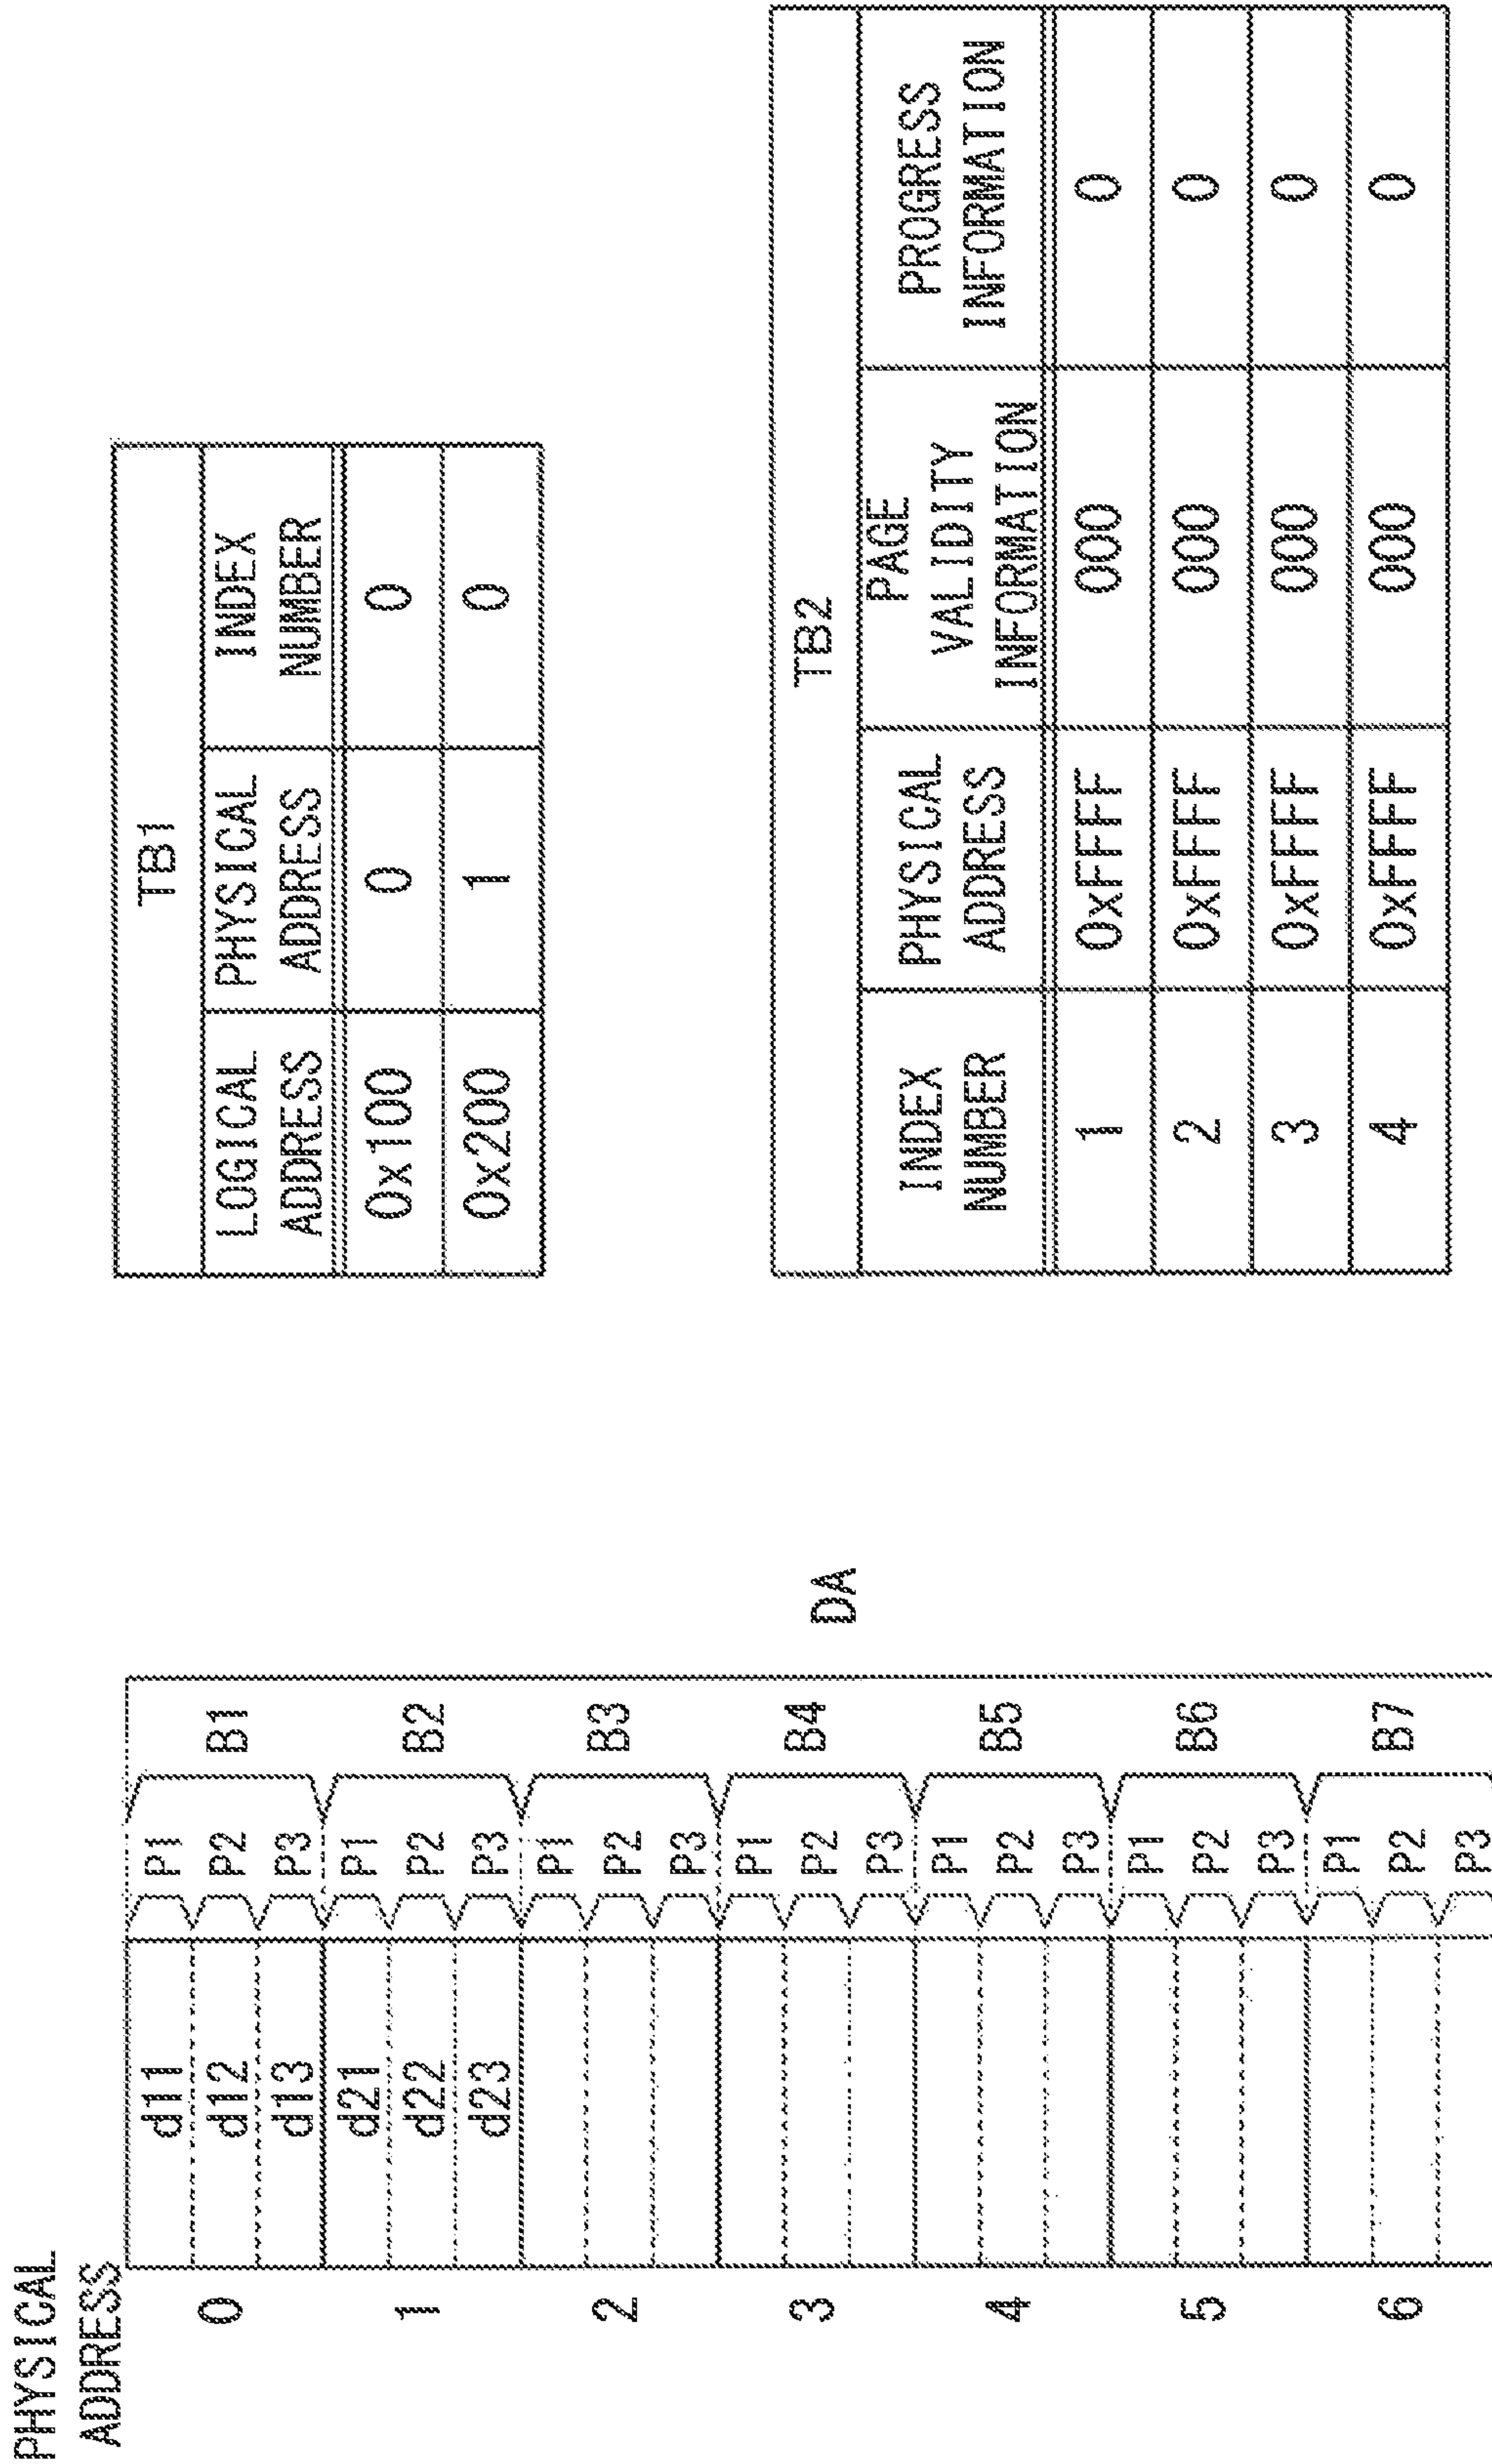 PHYSICAL
ADDRESS
0
d11
P1
d12
P2
B1
d13
P3
1
d21
P1
d22
P2
B2
d23
P3
2
P1
P2
B3
P3
3
P1
P2
B4
P3
4
P1
P2
B5
P3
5
P1
P2
B6
P3
6
P1
P2
B7
P3
DA
TB1
LOGICAL PHYSICAL INDEX
ADDRESS ADDRESS NUMBER
0x100 0 0
0x200 1 0
TB2
PAGE
INDEX PHYSICAL VALIDITY PROGRESS
NUMBER ADDRESS INFORMATION INFORMATION
1 0xFFFF 000 0
2 0xFFFF 000 0
3 0xFFFF 000 0
4 0xFFFF 000 0